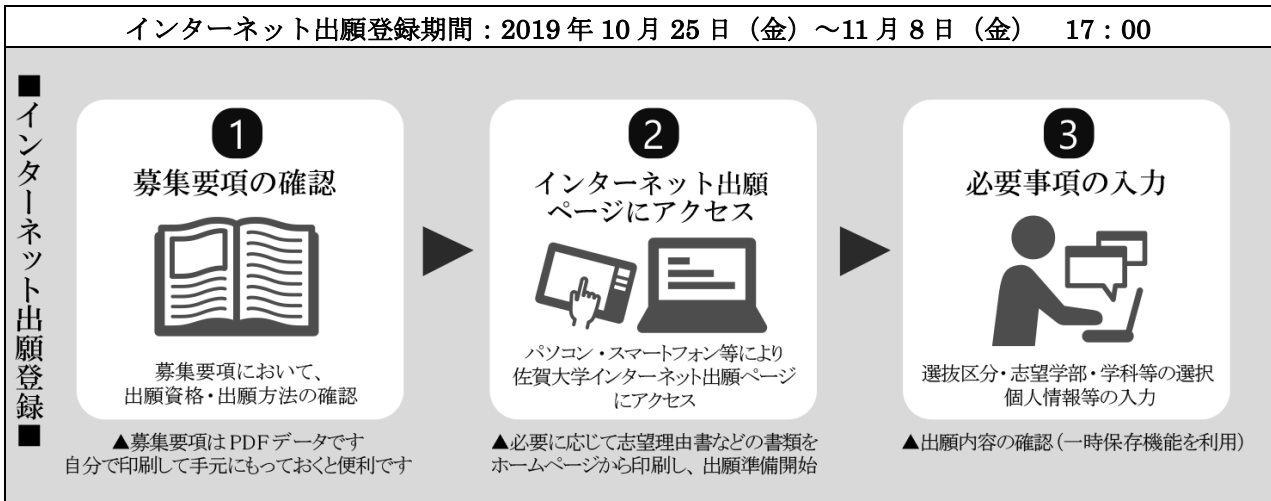 インターネット出願登録期間：2019年10月25日（金）～11月8日（金）　17：00
■インターネット出願登録■
1
募集要項の確認
募集要項において、
出願資格・出願方法の確認
▲募集要項はPDFデータです
自分で印刷して手元にもっておくと便利です
2
インターネット出願
ページにアクセス
パソコン・スマートフォン等により
佐賀大学インターネット出願ページ
にアクセス
▲必要に応じて志望理由書などの書類を
ホームページから印刷し、出願準備開始
3
必要事項の入力
選抜区分・志望学部・学科等の選択
個人情報等の入力
▲出願内容の確認（一時保存機能を利用）